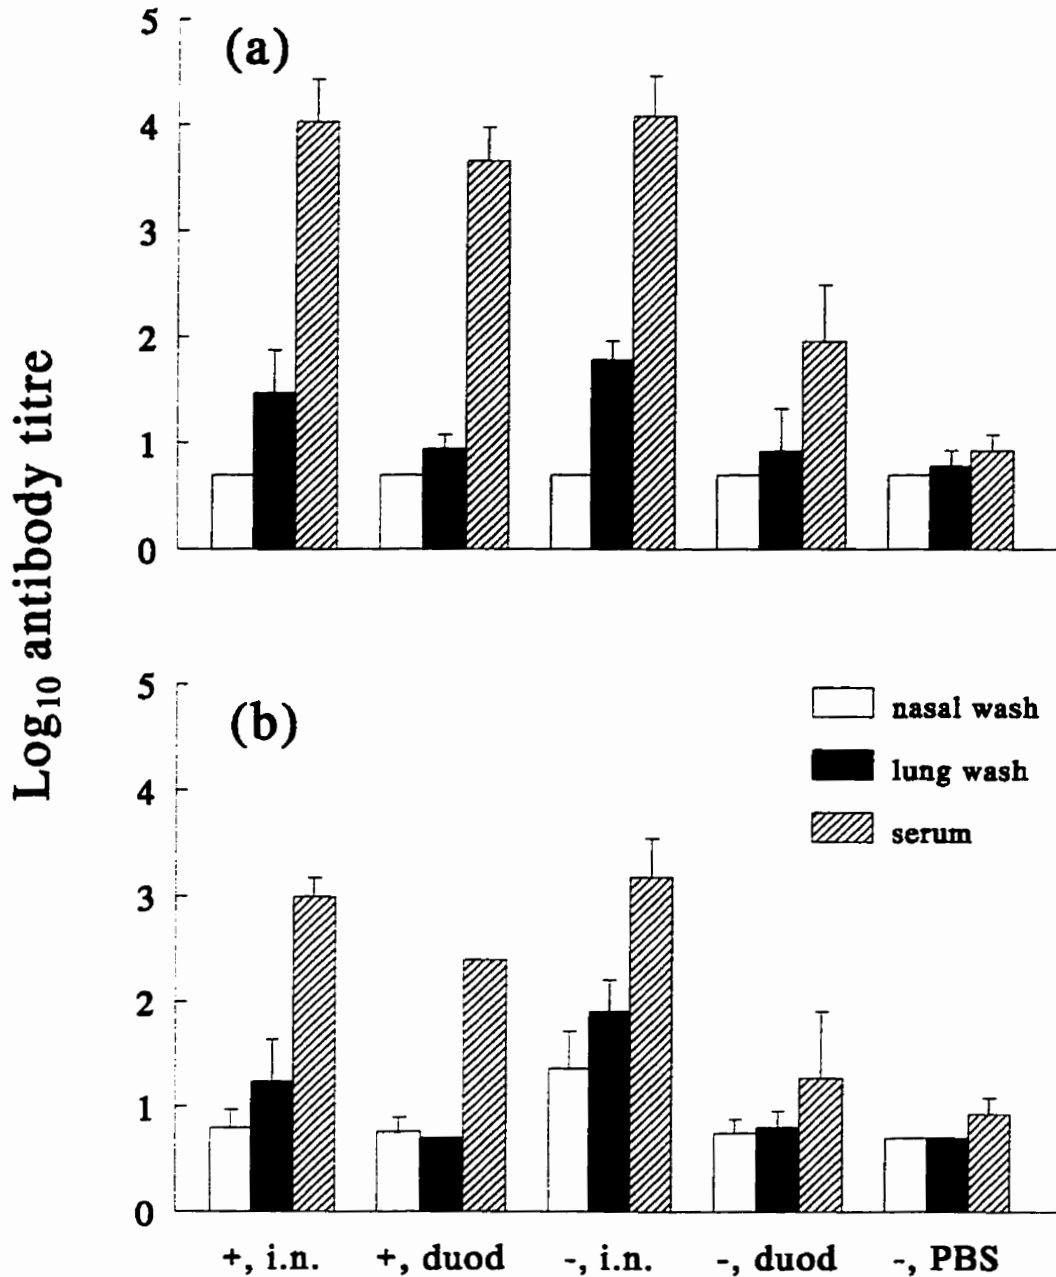 5
(a)
4
3
2
1
0
Log10 antibody titre
5
(b)
nasal wash
lung wash
serum
4
3
2
1
0
+, i.n.
+, duod
-, i.n.
-, duod
-, PBS